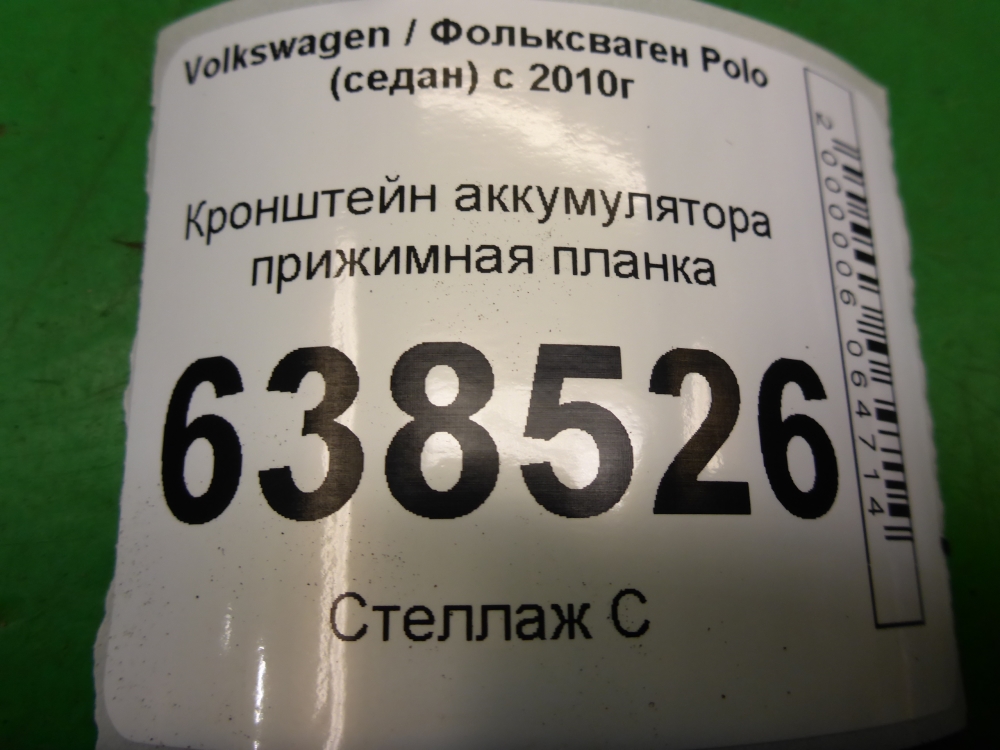 Volkswagen / Фольксваген Polo
(седан) с 2010г
Кронштейн аккумулятора
прижимная планка
638526
Стеллаж С
2000006064714